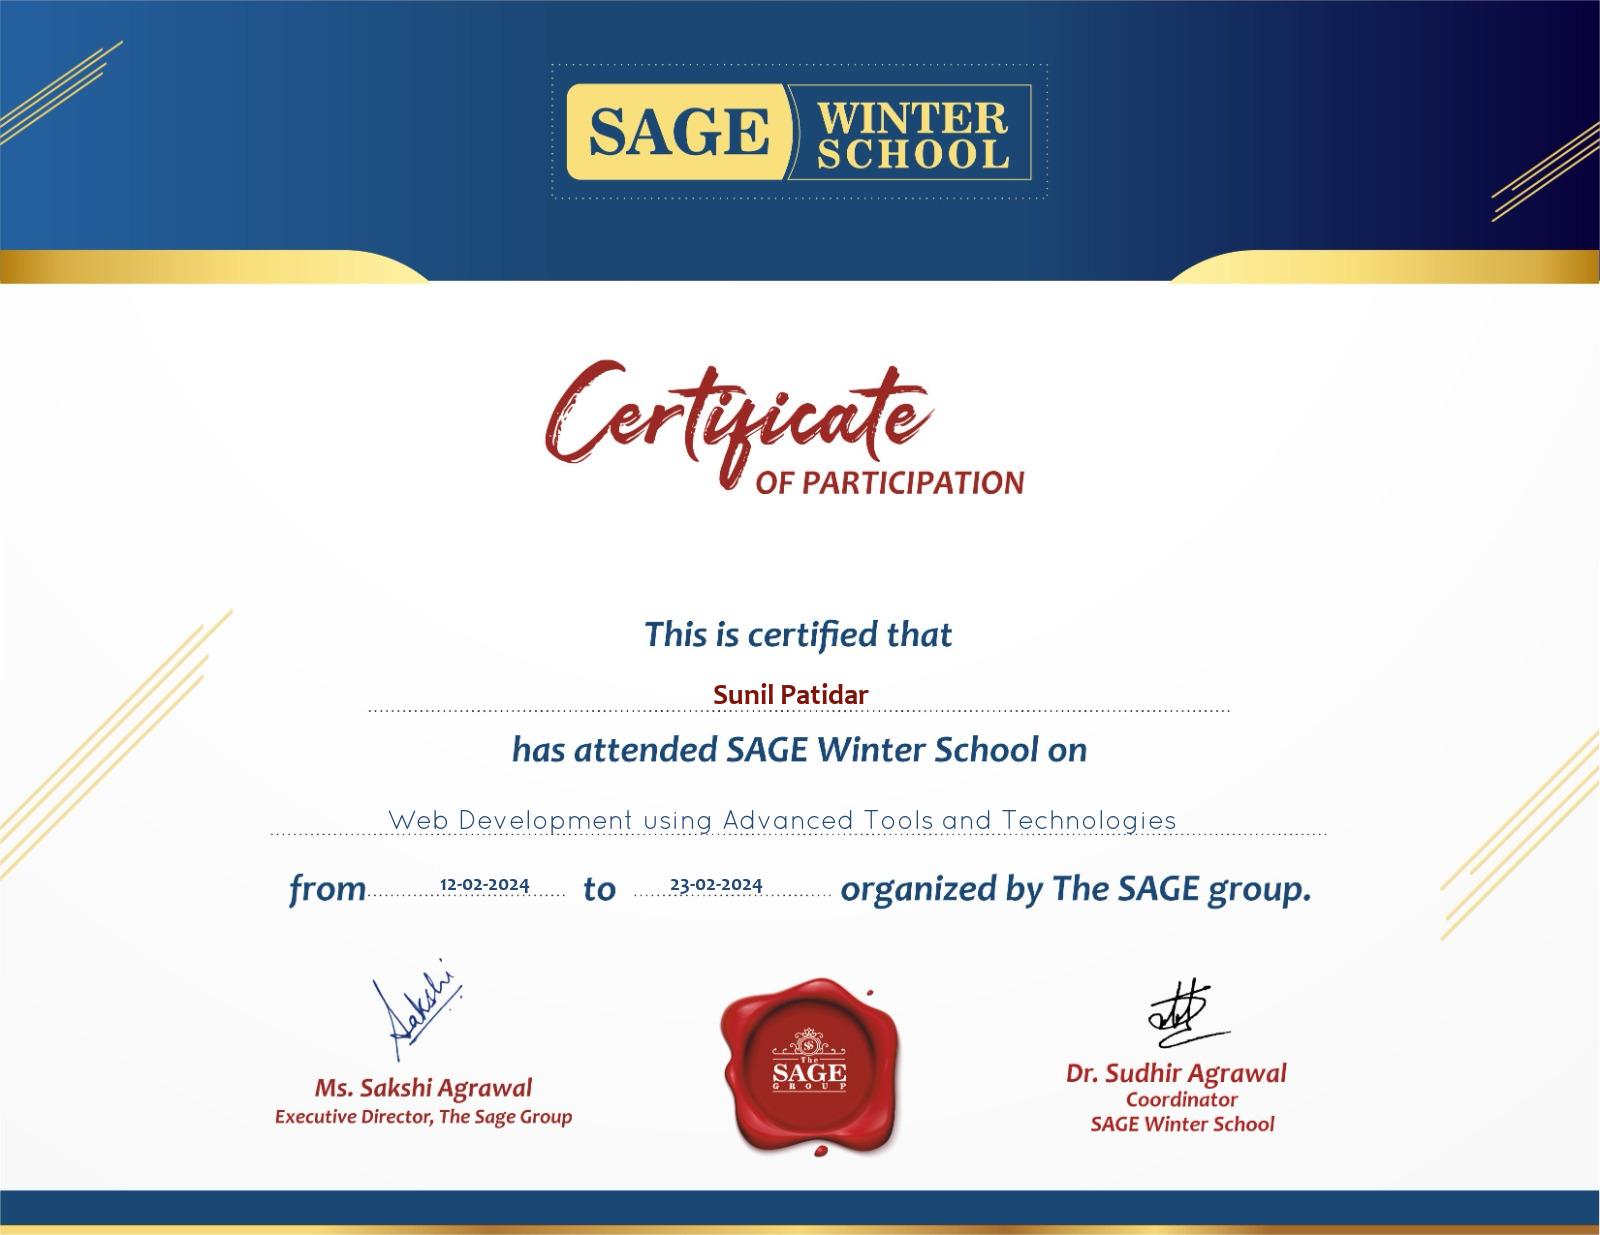 SAGE WINTER
SCHOOL
Certificate
OF PARTICIPATION
This is certified that
Sunil Patidar
has attended SAGE Winter School on
Web Development using Advanced Tools and Technologies
from 12-02-2024 to 23-02-2024 organized by The SAGE group.
Sakshi
Ms. Sakshi Agrawal
Executive Director, The Sage Group
The
SAGE
GROUP
Dr. Sudhir Agrawal
Coordinator
SAGE Winter School